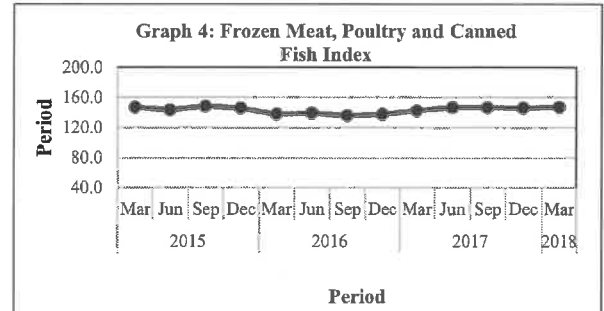 Graph 4: Frozen Meat, Poultry and Canned
Fish Index
200.0
160.0
120.0
80.0
40.0
Period
Mar Jun Sep Dec Mar Jun Sep Dec Mar Jun Sep Dec Mar
2015 2016 2017 2018
Period